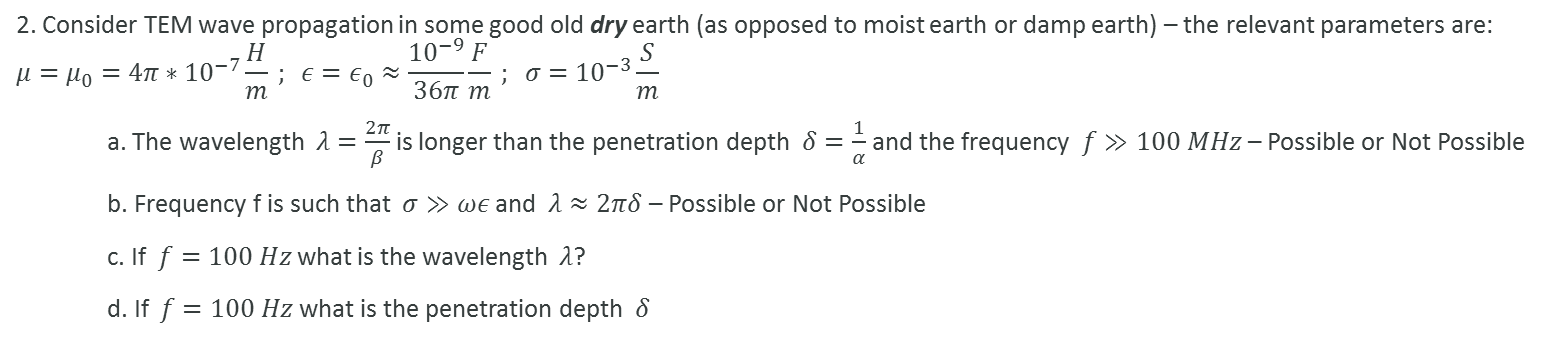 2. Consider TEM wave propagation in some good old dry earth (as opposed to moist earth or damp earth) – the relevant parameters are:
μ = μ₀ = 4π ∗ 10⁻⁷ H/m ; ϵ = ϵ₀ ≈ 10⁻⁹/36π F/m ; σ = 10⁻³ S/m
a. The wavelength λ = 2π/β is longer than the penetration depth δ = 1/α and the frequency f ≫ 100 MHz – Possible or Not Possible
b. Frequency f is such that σ ≫ ωϵ and λ ≈ 2πδ – Possible or Not Possible
c. If f = 100 Hz what is the wavelength λ?
d. If f = 100 Hz what is the penetration depth δ